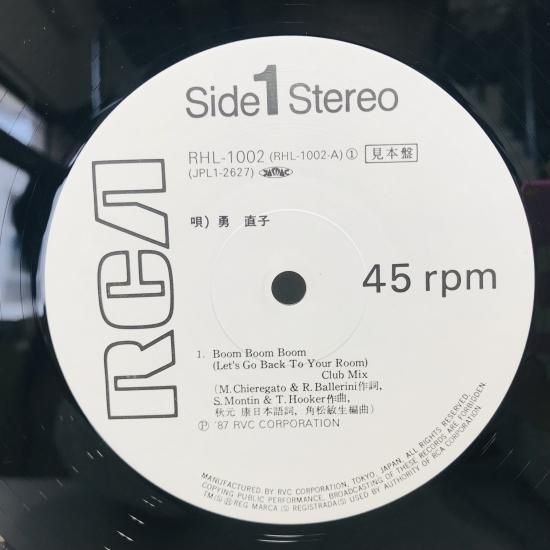 Side 1 Stereo
RHL-1002 (RHL-1002-A) ① 見本盤
(JPL1-2627) JASRAC
RCA
唄) 勇 直子
45 rpm
1. Boom Boom Boom
(Let's Go Back To Your Room)
Club Mix
(M.Chieregato & R.Ballerini作詞,
S.Montin & T.Hooker作曲,
秋元 康日本語詞, 角松敏生編曲)
Ⓟ '87 RVC CORPORATION
MANUFACTURED BY RVC CORPORATION, TOKYO, JAPAN, ALL RIGHTS RESERVED.
COPYING PUBLIC PERFORMANCE, BROADCASTING OF THESE RECORDS ARE FORBIDDEN.
TM(S) ® REG MARCA (S) REGISTRADA(S) USED BY AUTHORITY OF RCA CORPORATION.